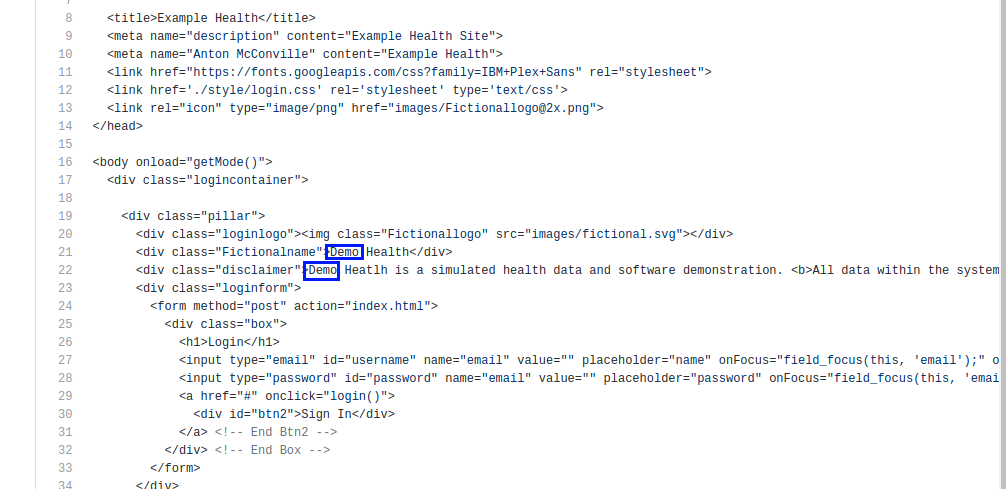 8 <title>Example Health</title>
9 <meta name="description" content="Example Health Site">
10 <meta name="Anton McConville" content="Example Health">
11 <link href="https://fonts.googleapis.com/css?family=IBM+Plex+Sans" rel="stylesheet">
12 <link href='./style/login.css' rel='stylesheet' type='text/css'>
13 <link rel="icon" type="image/png" href="images/Fictionallogo@2x.png">
14 </head>
15
16 <body onload="getMode()">
17 <div class="logincontainer">
18
19 <div class="pillar">
20 <div class="loginlogo"><img class="Fictionallogo" src="images/fictional.svg"></div>
21 <div class="Fictionalname">Demo Health</div>
22 <div class="disclaimer">Demo Heatlh is a simulated health data and software demonstration. <b>All data within the system
23 <div class="loginform">
24 <form method="post" action="index.html">
25 <div class="box">
26 <h1>Login</h1>
27 <input type="email" id="username" name="email" value="" placeholder="name" onFocus="field_focus(this, 'email');" o
28 <input type="password" id="password" name="email" value="" placeholder="password" onFocus="field_focus(this, 'emai
29 <a href="#" onclick="login()">
30 <div id="btn2">Sign In</div>
31 </a> <!-- End Btn2 -->
32 </div> <!-- End Box -->
33 </form>
34 </div>